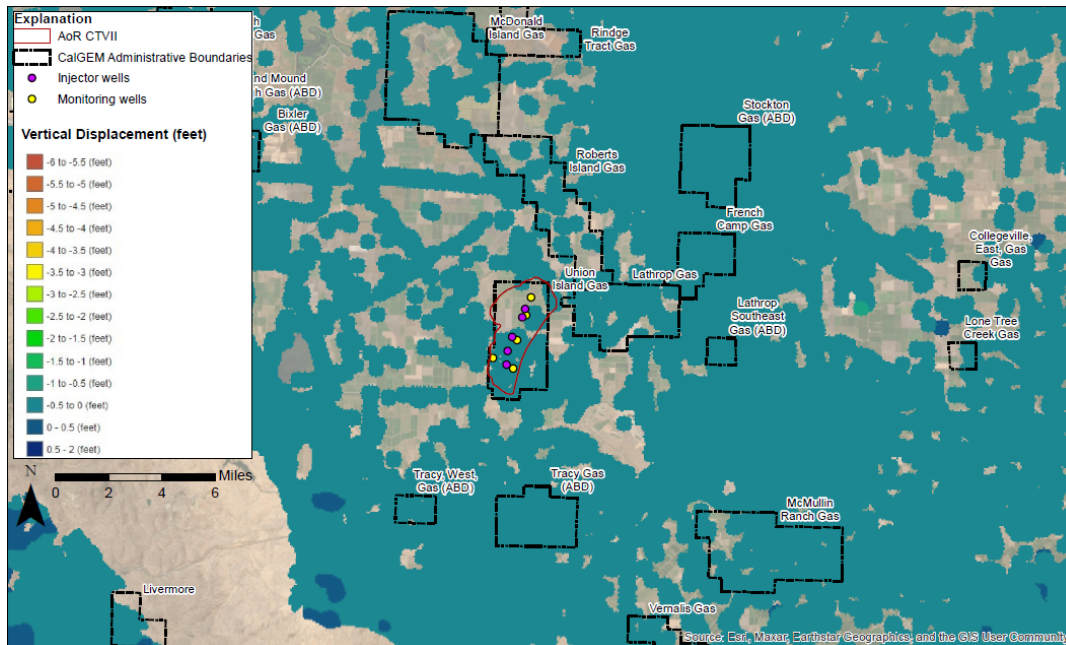 Explanation
AoR CTVII
CalGEM Administrative Boundaries
Injector wells
Monitoring wells
Vertical Displacement (feet)
-6 to -5.5 (feet)
-5.5 to -5 (feet)
-5 to -4.5 (feet)
-4.5 to -4 (feet)
-4 to -3.5 (feet)
-3.5 to -3 (feet)
-3 to -2.5 (feet)
-2.5 to -2 (feet)
-2 to -1.5 (feet)
-1.5 to -1 (feet)
-1 to -0.5 (feet)
-0.5 to 0 (feet)
0 - 0.5 (feet)
0.5 - 2 (feet)
N
Miles
0 2 4 6
h
Gas
McDonald
Island Gas
Rindge
Tract Gas
nd Mound
h Gas (ABD)
Bixler
Gas (ABD)
Stockton
Gas (ABD)
Roberts
Island Gas
French
Camp Gas
Collegeville,
East, Gas
Gas
Union
Island Gas
Lathrop Gas
Lathrop
Southeast
Gas (ABD)
Lone Tree
Creek Gas
Tracy, West,
Gas (ABD)
Tracy Gas
(ABD)
McMullin
Ranch Gas
Livermore
Vernalis Gas
Source: Esri, Maxar, Earthstar Geographics, and the GIS User Community